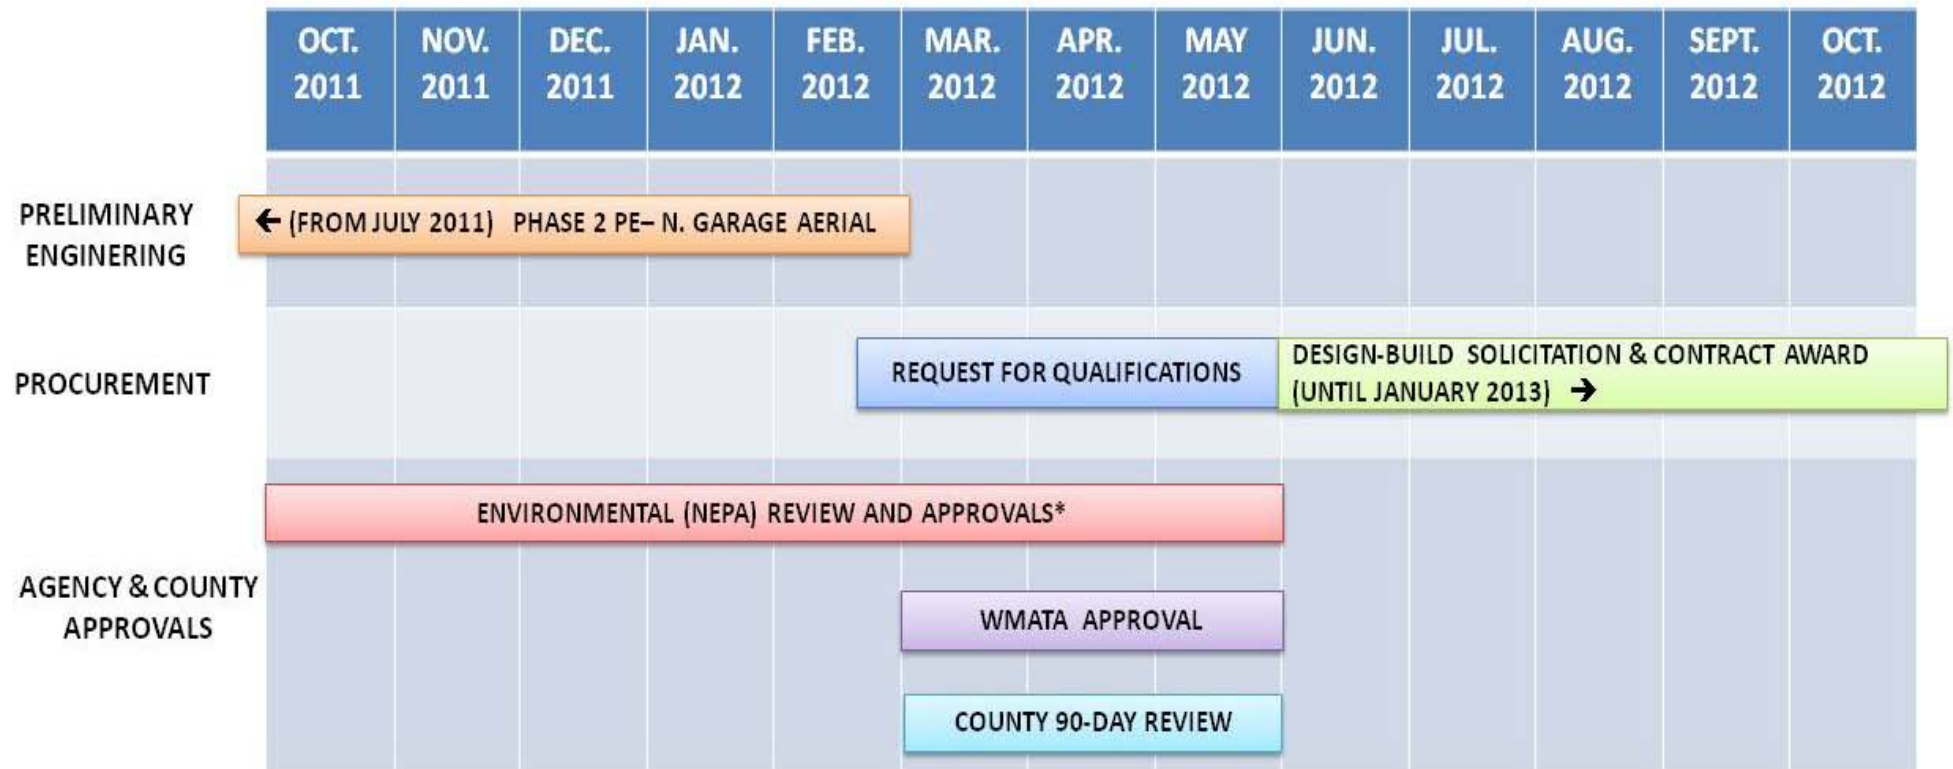 OCT. 2011 NOV. 2011 DEC. 2011 JAN. 2012 FEB. 2012 MAR. 2012 APR. 2012 MAY 2012 JUN. 2012 JUL. 2012 AUG. 2012 SEPT. 2012 OCT. 2012
PRELIMINARY
ENGINERING
← (FROM JULY 2011) PHASE 2 PE– N. GARAGE AERIAL
PROCUREMENT
REQUEST FOR QUALIFICATIONS
DESIGN-BUILD SOLICITATION & CONTRACT AWARD
(UNTIL JANUARY 2013) →
AGENCY & COUNTY
APPROVALS
ENVIRONMENTAL (NEPA) REVIEW AND APPROVALS*
WMATA APPROVAL
COUNTY 90-DAY REVIEW